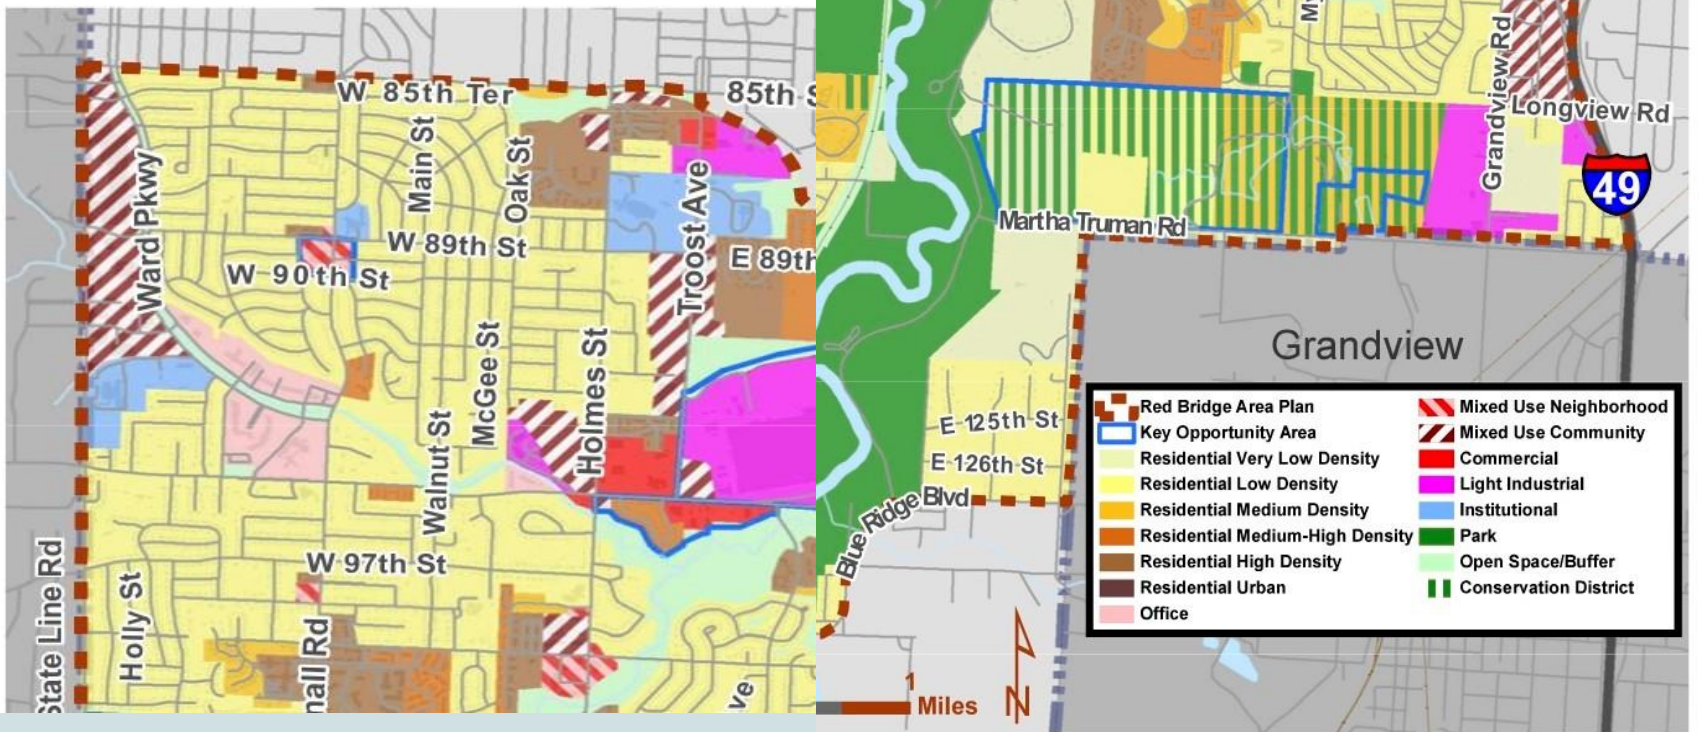 W 85th Ter
85th S
Main St
Oak St
Ward Pkwy
Troost Ave
W 89th St
E 89th
W 90th St
McGee St
Holmes St
Walnut St
W 97th St
State Line Rd
Holly St
nall Rd
ve
My
Grandview Rd
Longview Rd
49
Martha Truman Rd
Grandview
E 125th St
E 126th St
Blue Ridge Blvd
Red Bridge Area Plan
Key Opportunity Area
Residential Very Low Density
Residential Low Density
Residential Medium Density
Residential Medium-High Density
Residential High Density
Residential Urban
Office
Mixed Use Neighborhood
Mixed Use Community
Commercial
Light Industrial
Institutional
Park
Open Space/Buffer
Conservation District
1
Miles
N